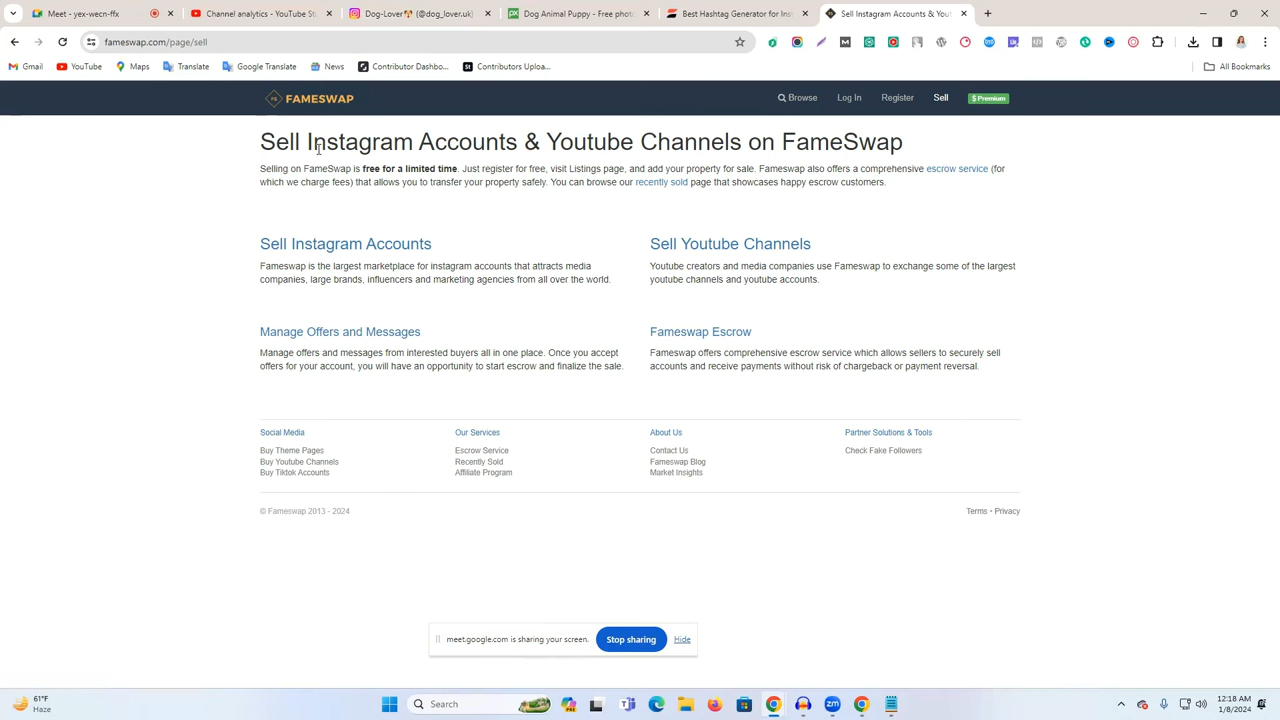 Meet - yex-wecn-ffx
Channel analytics - YouTube St
Dog-Lover (@dog_lover.uk)
Dog Animal Puppy - Free photo
Best Hashtag Generator for Inst
Sell Instagram Accounts & You
fameswap.com/page/sell
Gmail
YouTube
Maps
Translate
Google Translate
News
Contributor Dashbo...
Contributors Uploa...
All Bookmarks
FAMESWAP
Browse
Log In
Register
Sell
$ Premium
Sell Instagram Accounts & Youtube Channels on FameSwap
Selling on FameSwap is free for a limited time. Just register for free, visit Listings page, and add your property for sale. Fameswap also offers a comprehensive escrow service (for
which we charge fees) that allows you to transfer your property safely. You can browse our recently sold page that showcases happy escrow customers.
Sell Instagram Accounts
Fameswap is the largest marketplace for instagram accounts that attracts media
companies, large brands, influencers and marketing agencies from all over the world.
Sell Youtube Channels
Youtube creators and media companies use Fameswap to exchange some of the largest
youtube channels and youtube accounts.
Manage Offers and Messages
Manage offers and messages from interested buyers all in one place. Once you accept
offers for your account, you will have an opportunity to start escrow and finalize the sale.
Fameswap Escrow
Fameswap offers comprehensive escrow service which allows sellers to securely sell
accounts and receive payments without risk of chargeback or payment reversal.
Social Media
Buy Theme Pages
Buy Youtube Channels
Buy Tiktok Accounts
Our Services
Escrow Service
Recently Sold
Affiliate Program
About Us
Contact Us
Fameswap Blog
Market Insights
Partner Solutions & Tools
Check Fake Followers
© Fameswap 2013 - 2024
Terms • Privacy
meet.google.com is sharing your screen.
Stop sharing
Hide
61°F
Haze
Search
12:18 AM
1/8/2024